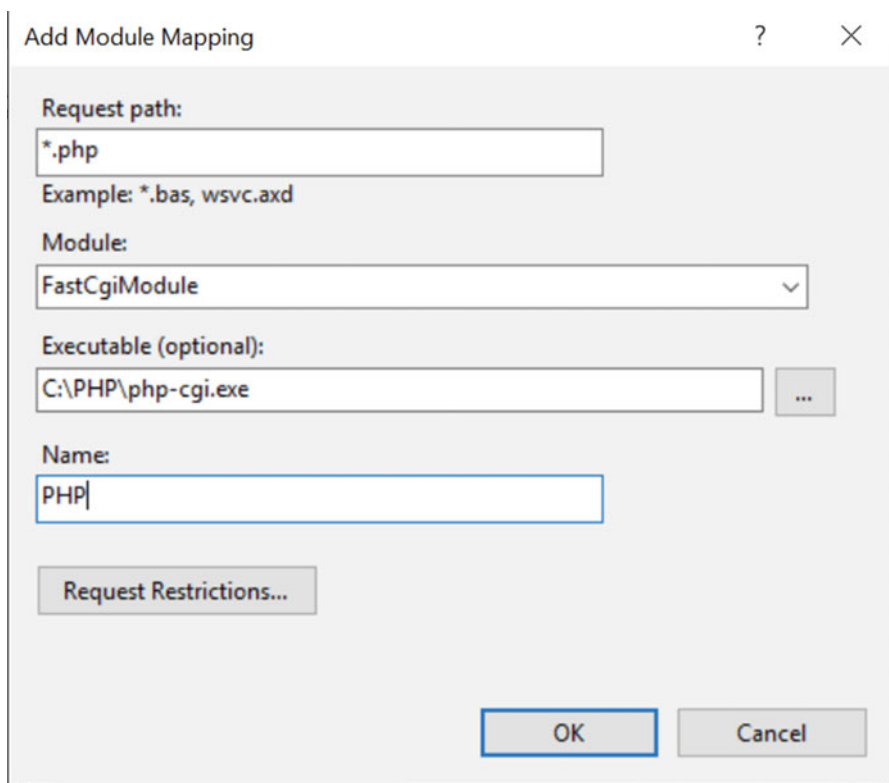 Add Module Mapping
?
Request path:
*.php
Example: *.bas, wsvc.axd
Module:
FastCgiModule
Executable (optional):
C:\PHP\php-cgi.exe
...
Name:
PHP
Request Restrictions...
OK
Cancel